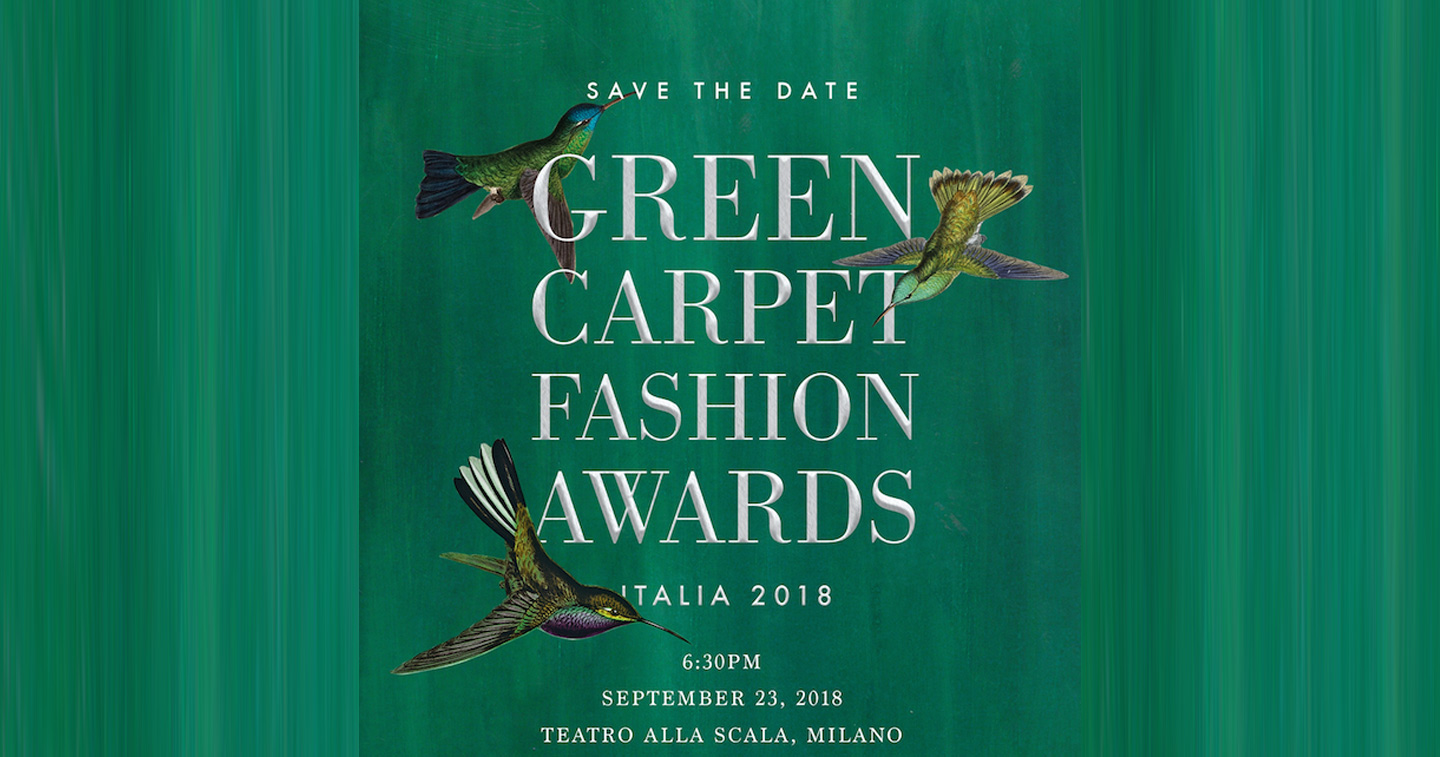 SAVE THE DATE
GREEN
CARPET
FASHION
AWARDS
ITALIA 2018
6:30PM
SEPTEMBER 23, 2018
TEATRO ALLA SCALA, MILANO